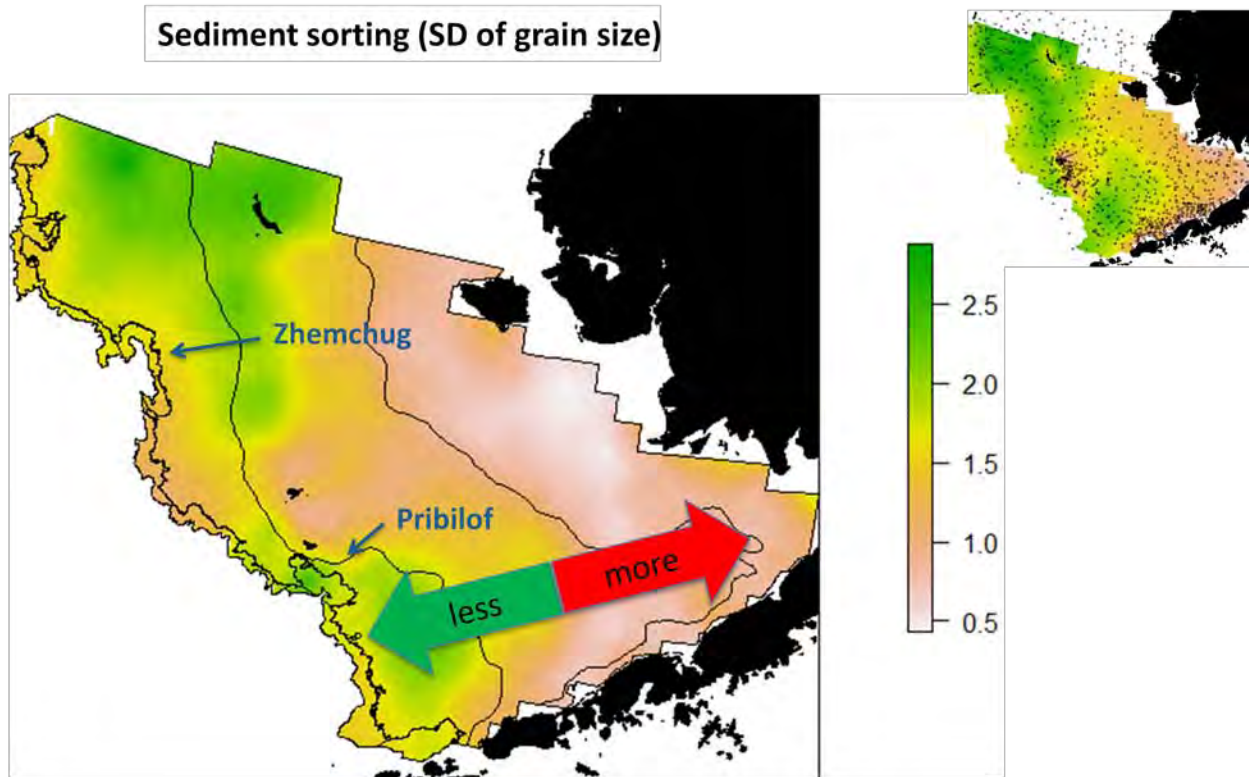 Sediment sorting (SD of grain size)
Zhemchug
Pribilof
less
more
2.5
2.0
1.5
1.0
0.5